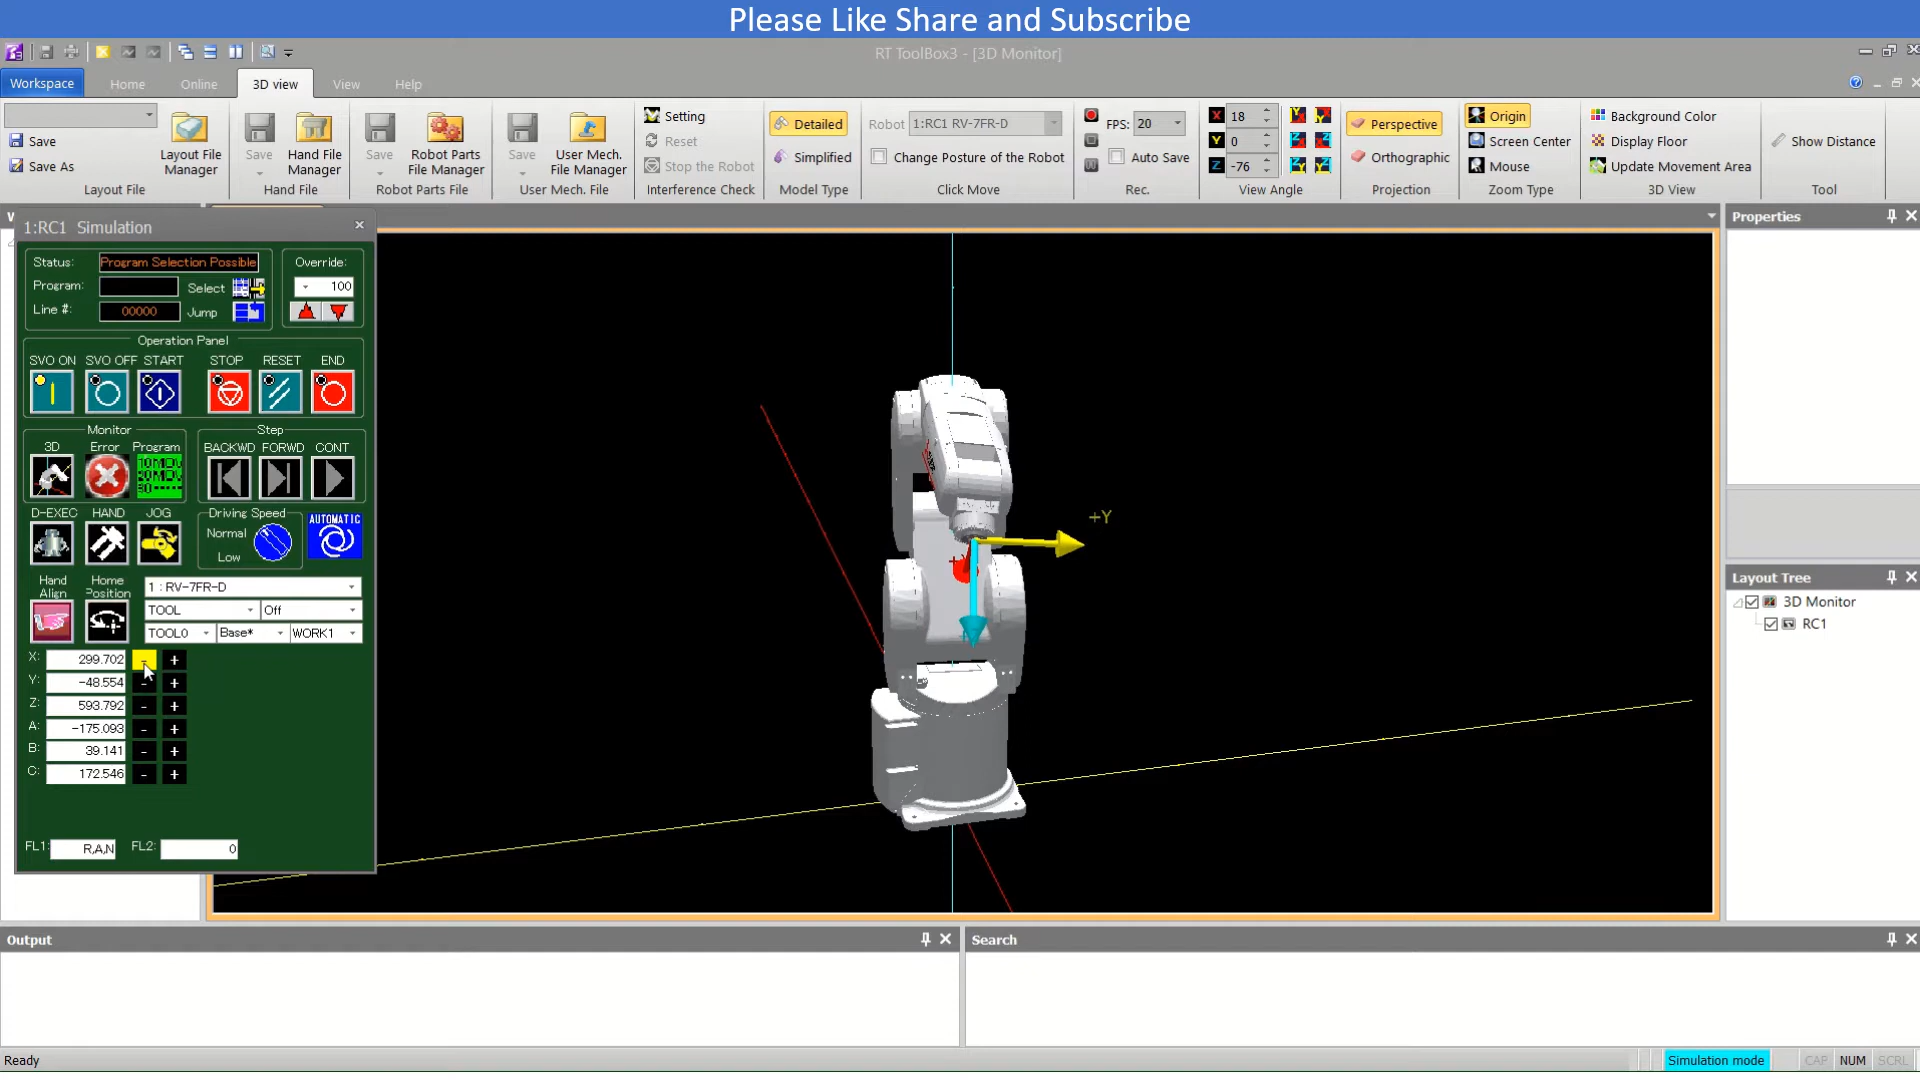 Please Like Share and Subscribe
RT ToolBox3 - [3D Monitor]
Workspace Home Online 3D view View Help
Save
Save As
Layout File Manager
Layout File
Save
Hand File Manager
Hand File
Save
Robot Parts File Manager
Robot Parts File
Save
User Mech. File Manager
User Mech. File
Setting
Reset
Stop the Robot
Interference Check
Detailed
Simplified
Model Type
Robot 1:RC1 RV-7FR-D
Change Posture of the Robot
Click Move
FPS: 20
Auto Save
Rec.
X 18
Y 0
Z -76
View Angle
Perspective
Orthographic
Projection
Origin
Screen Center
Mouse
Zoom Type
Background Color
Display Floor
Update Movement Area
3D View
Show Distance
Tool
1:RC1 Simulation
Status: Program Selection Possible
Program: Select
Line #: 00000 Jump
Override:
100
Operation Panel
SVO ON SVO OFF START STOP RESET END
Monitor
3D Error Program
Step
BACKWD FORWD CONT
D-EXEC HAND JOG
Driving Speed
Normal
Low
AUTOMATIC
Hand Align
Home Position
1 : RV-7FR-D
TOOL Off
TOOL0 Base* WORK1
X: 299.702 - +
Y: -48.554 - +
Z: 593.792 - +
A: -175.093 - +
B: 39.141 - +
C: 172.546 - +
FL1: R,A,N FL2: 0
+Y
Properties
Layout Tree
3D Monitor
RC1
Output
Search
Ready
Simulation mode CAP NUM SCRL